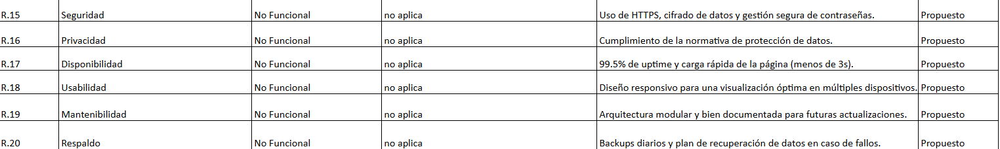 R.15 Seguridad No Funcional no aplica Uso de HTTPS, cifrado de datos y gestión segura de contraseñas. Propuesto
R.16 Privacidad No Funcional no aplica Cumplimiento de la normativa de protección de datos. Propuesto
R.17 Disponibilidad No Funcional no aplica 99.5% de uptime y carga rápida de la página (menos de 3s). Propuesto
R.18 Usabilidad No Funcional no aplica Diseño responsivo para una visualización óptima en múltiples dispositivos. Propuesto
R.19 Mantenibilidad No Funcional no aplica Arquitectura modular y bien documentada para futuras actualizaciones. Propuesto
R.20 Respaldo No Funcional no aplica Backups diarios y plan de recuperación de datos en caso de fallos. Propuesto